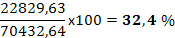 22829,63
70432,64
x100 = 32,4 %